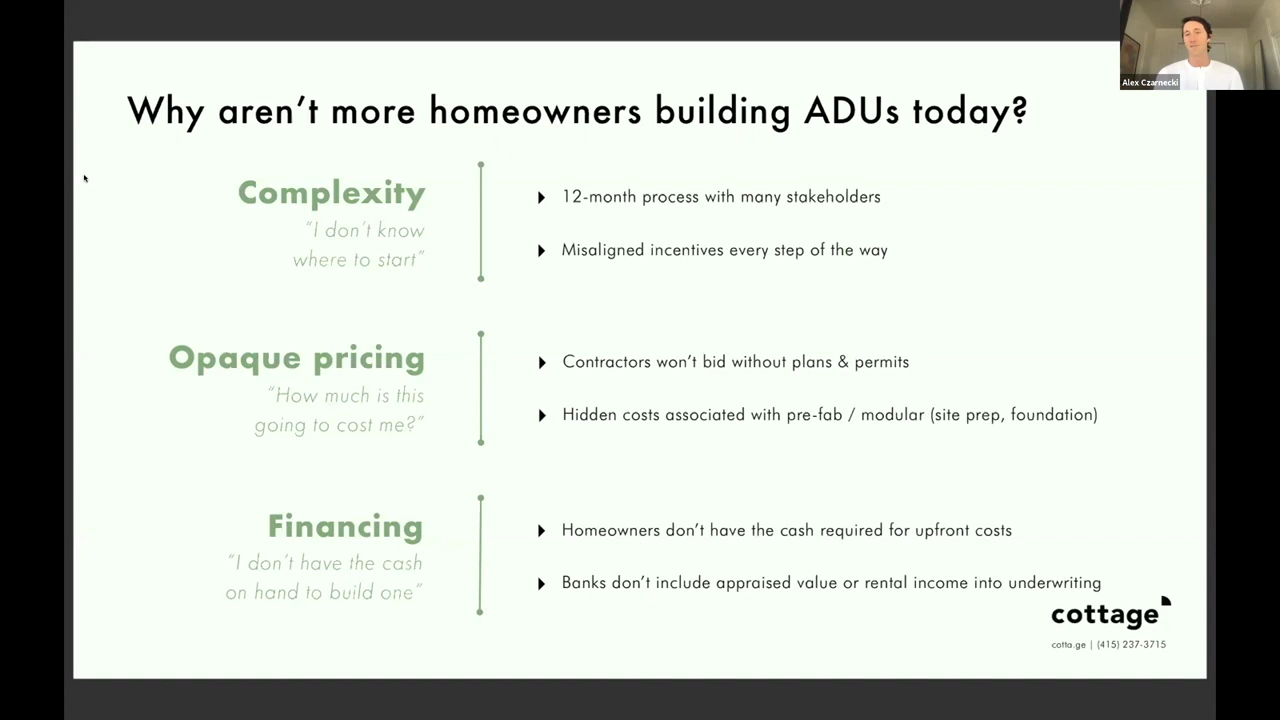 Alex Czarnecki
Why aren’t more homeowners building ADUs today?
Complexity
“I don’t know
where to start”
12-month process with many stakeholders
Misaligned incentives every step of the way
Opaque pricing
“How much is this
going to cost me?”
Contractors won’t bid without plans & permits
Hidden costs associated with pre-fab / modular (site prep, foundation)
Financing
“I don’t have the cash
on hand to build one”
Homeowners don’t have the cash required for upfront costs
Banks don’t include appraised value or rental income into underwriting
cottage
cotta.ge | (415) 237-3715